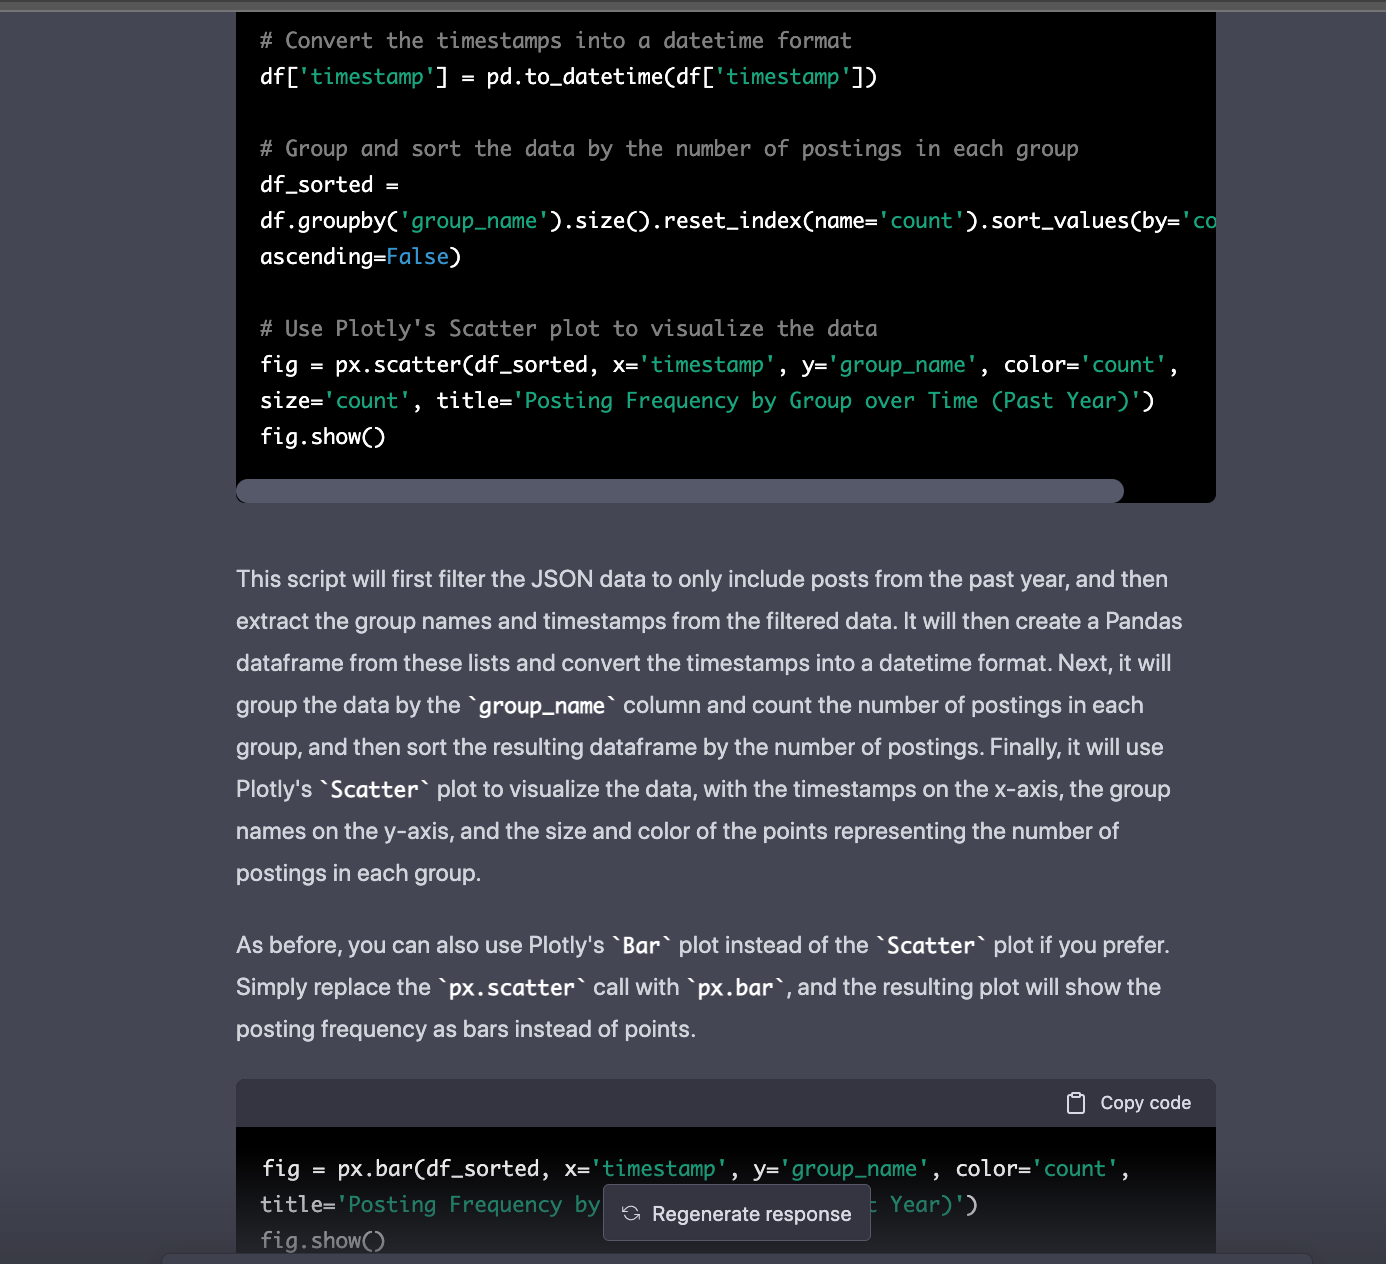 # Convert the timestamps into a datetime format
df['timestamp'] = pd.to_datetime(df['timestamp'])
# Group and sort the data by the number of postings in each group
df_sorted =
df.groupby('group_name').size().reset_index(name='count').sort_values(by='co
ascending=False)
# Use Plotly's Scatter plot to visualize the data
fig = px.scatter(df_sorted, x='timestamp', y='group_name', color='count',
size='count', title='Posting Frequency by Group over Time (Past Year)')
fig.show()
This script will first filter the JSON data to only include posts from the past year, and then
extract the group names and timestamps from the filtered data. It will then create a Pandas
dataframe from these lists and convert the timestamps into a datetime format. Next, it will
group the data by the `group_name` column and count the number of postings in each
group, and then sort the resulting dataframe by the number of postings. Finally, it will use
Plotly's `Scatter` plot to visualize the data, with the timestamps on the x-axis, the group
names on the y-axis, and the size and color of the points representing the number of
postings in each group.
As before, you can also use Plotly's `Bar` plot instead of the `Scatter` plot if you prefer.
Simply replace the `px.scatter` call with `px.bar`, and the resulting plot will show the
posting frequency as bars instead of points.
Copy code
fig = px.bar(df_sorted, x='timestamp', y='group_name', color='count',
title='Posting Frequency by Year)')
Regenerate response
fig.show()